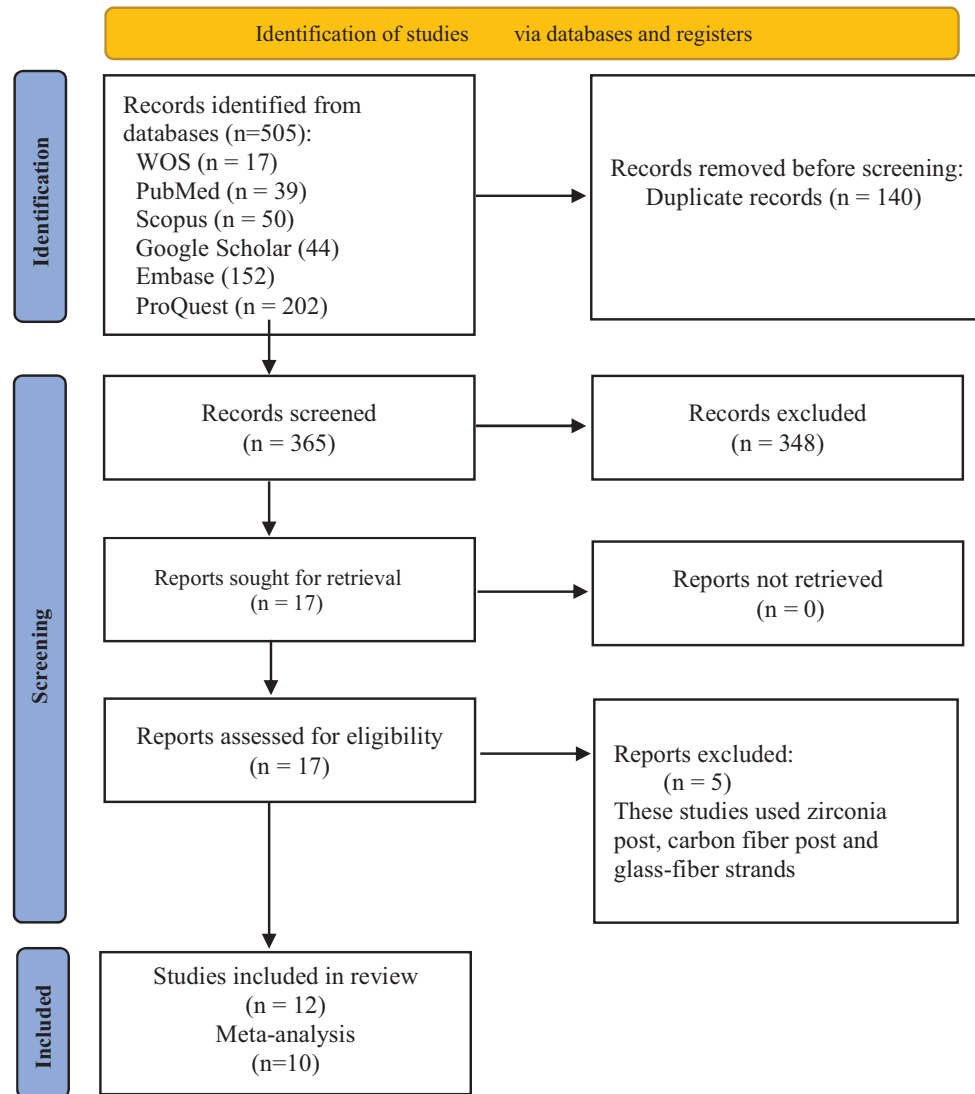 Identification of studies via databases and registers
Identification
Records identified from
databases (n=505):
WOS (n = 17)
PubMed (n = 39)
Scopus (n = 50)
Google Scholar (44)
Embase (152)
ProQuest (n = 202)
Records removed before screening:
Duplicate records (n = 140)
Screening
Records screened
(n = 365)
Records excluded
(n = 348)
Reports sought for retrieval
(n = 17)
Reports not retrieved
(n = 0)
Reports assessed for eligibility
(n = 17)
Reports excluded:
(n = 5)
These studies used zirconia
post, carbon fiber post and
glass-fiber strands
Included
Studies included in review
(n = 12)
Meta-analysis
(n=10)